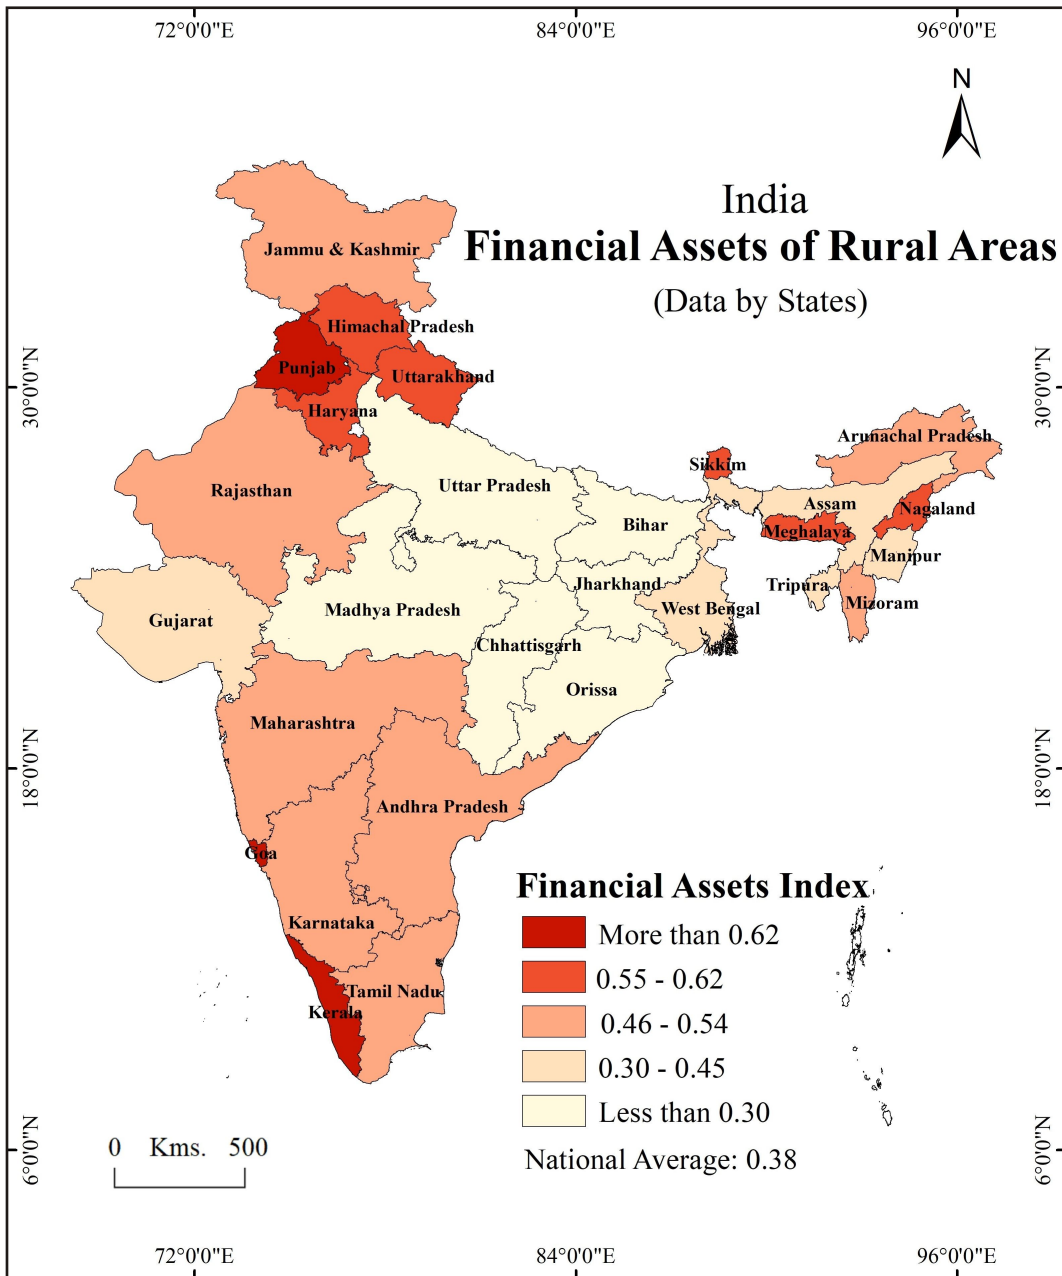 72°0'0"E 84°0'0"E 96°0'0"E
N
India
Financial Assets of Rural Areas
(Data by States)
Jammu & Kashmir
Himachal Pradesh
Punjab
Uttarakhand
30°0'0"N 30°0'0"N
Haryana
Arunachal Pradesh
Sikkim
Rajasthan
Uttar Pradesh
Assam
Nagaland
Bihar
Meghalaya
Manipur
Jharkhand
Tripura
Madhya Pradesh
Mizoram
West Bengal
Gujarat
Chhattisgarh
Orissa
Maharashtra
18°0'0"N 18°0'0"N
Andhra Pradesh
Goa
Karnataka
Tamil Nadu
Kerala
Financial Assets Index
More than 0.62
0.55 - 0.62
0.46 - 0.54
0.30 - 0.45
Less than 0.30
National Average: 0.38
0 Kms. 500
6°0'0"N 6°0'0"N
72°0'0"E 84°0'0"E 96°0'0"E